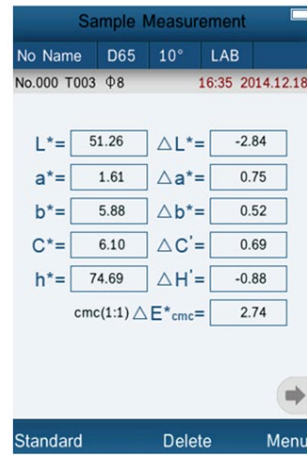 Sample Measurement
No Name D65 10° LAB
No.000 T003 Φ8 16:35 2014.12.18
L*= 51.26 △L*= -2.84
a*= 1.61 △a*= 0.75
b*= 5.88 △b*= 0.52
C*= 6.10 △C'= 0.69
h*= 74.69 △H'= -0.88
cmc(1:1) △E*cmc= 2.74
Standard Delete Menu